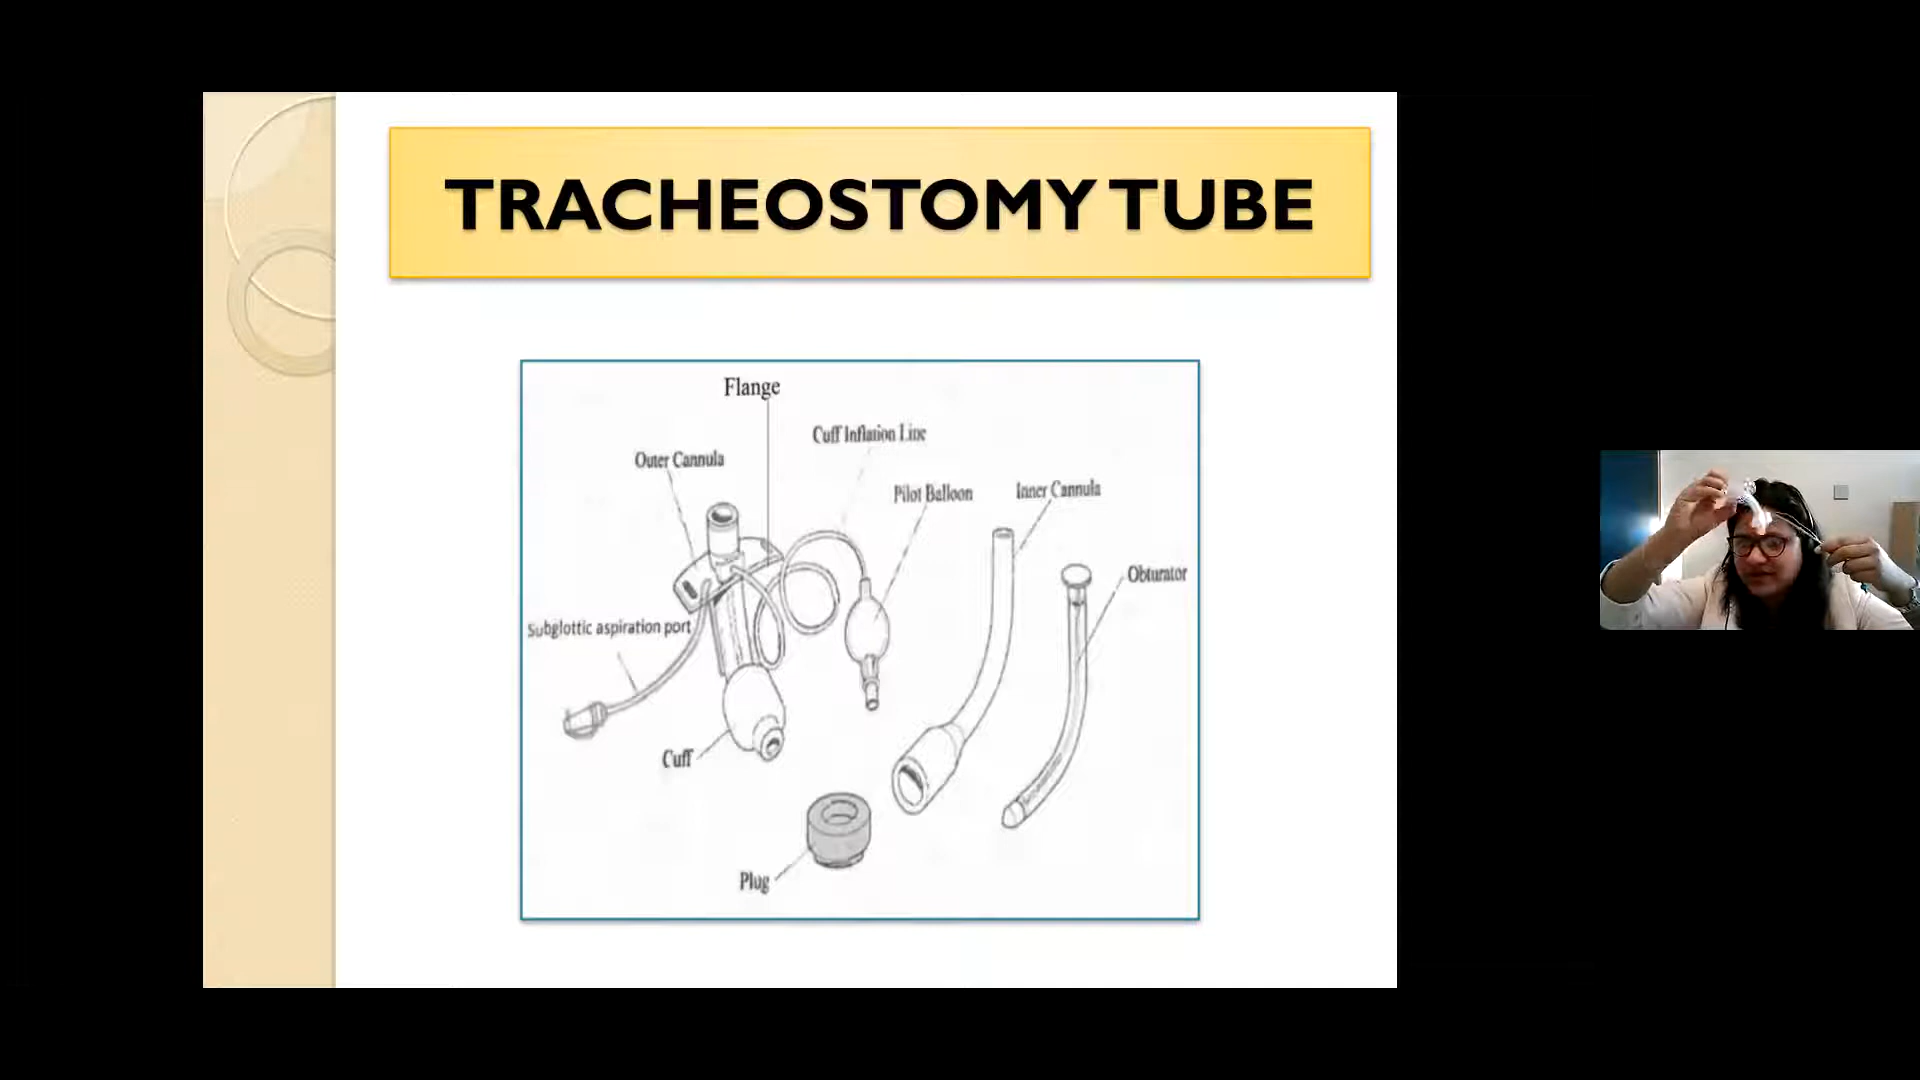 TRACHEOSTOMY TUBE
Flange
Cuff Inflation Line
Outer Cannula
Pilot Balloon
Inner Cannula
Obturator
Subglottic aspiration port
Cuff
Plug